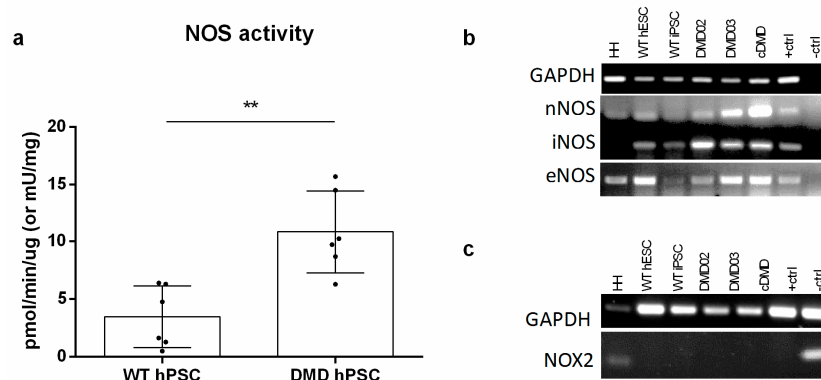 a
NOS activity
**
20
15
10
5
0
pmol/min/ug (or mU/mg)
WT hPSC
DMD hPSC
b
HH
WT hESC
WT iPSC
DMD02
DMD03
cDMD
+ctrl
-ctrl
GAPDH
nNOS
iNOS
eNOS
c
HH
WT hESC
WT iPSC
DMD02
DMD03
cDMD
+ctrl
-ctrl
GAPDH
NOX2